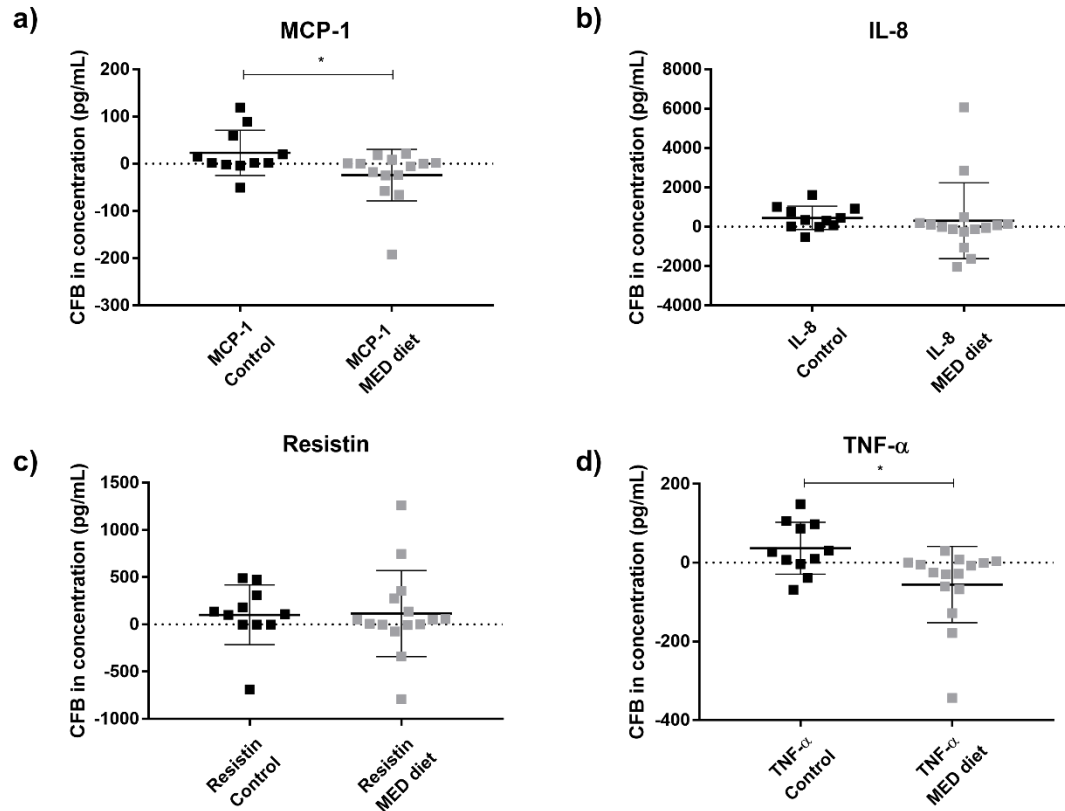 a)
MCP-1
CFB in concentration (pg/mL)
200
100
0
-100
-200
-300
*
MCP-1
Control
MCP-1
MED diet
b)
IL-8
CFB in concentration (pg/mL)
8000
6000
4000
2000
0
-2000
-4000
IL-8
Control
IL-8
MED diet
c)
Resistin
CFB in concentration (pg/mL)
1500
1000
500
0
-500
-1000
Resistin
Control
Resistin
MED diet
d)
TNF-α
CFB in concentration (pg/mL)
200
0
-200
-400
*
TNF-α
Control
TNF-α
MED diet